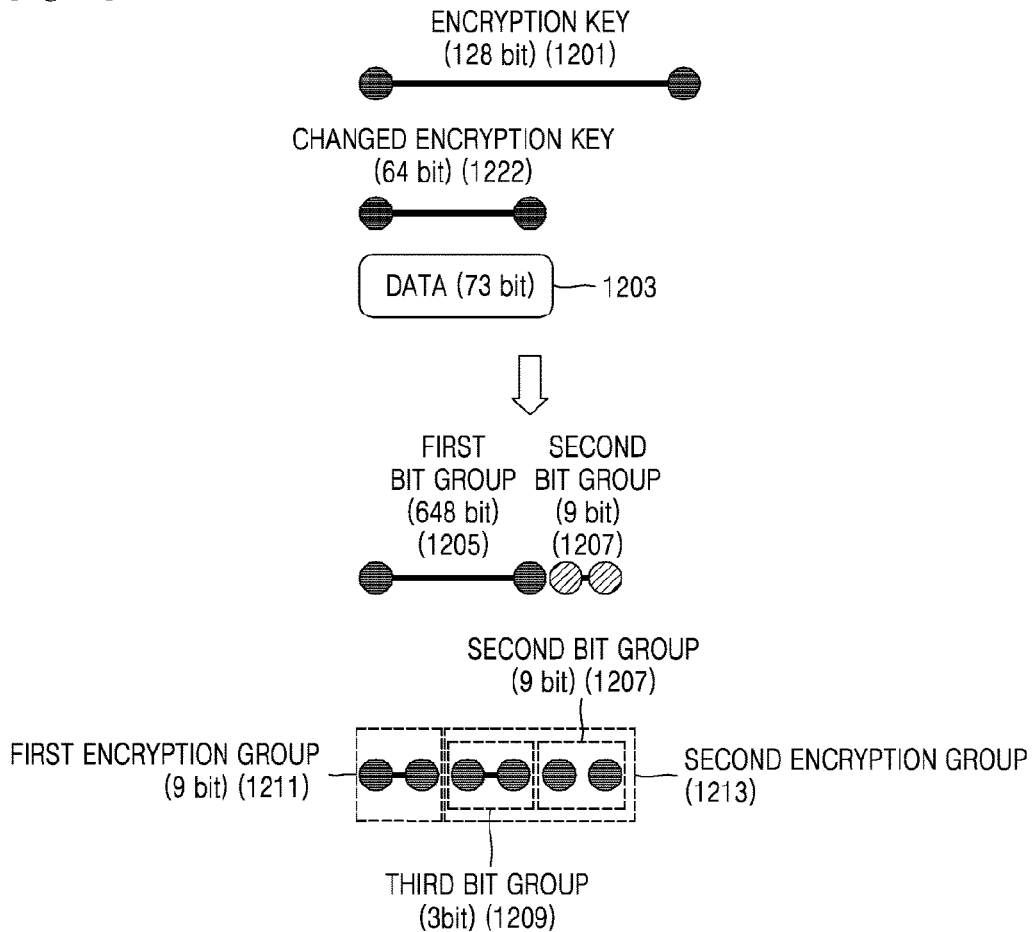 ENCRYPTION KEY
(128 bit) (1201)
CHANGED ENCRYPTION KEY
(64 bit) (1222)
DATA (73 bit)
1203
FIRST
BIT GROUP
(648 bit)
(1205)
SECOND
BIT GROUP
(9 bit)
(1207)
SECOND BIT GROUP
(9 bit) (1207)
FIRST ENCRYPTION GROUP
(9 bit) (1211)
SECOND ENCRYPTION GROUP
(1213)
THIRD BIT GROUP
(3bit) (1209)